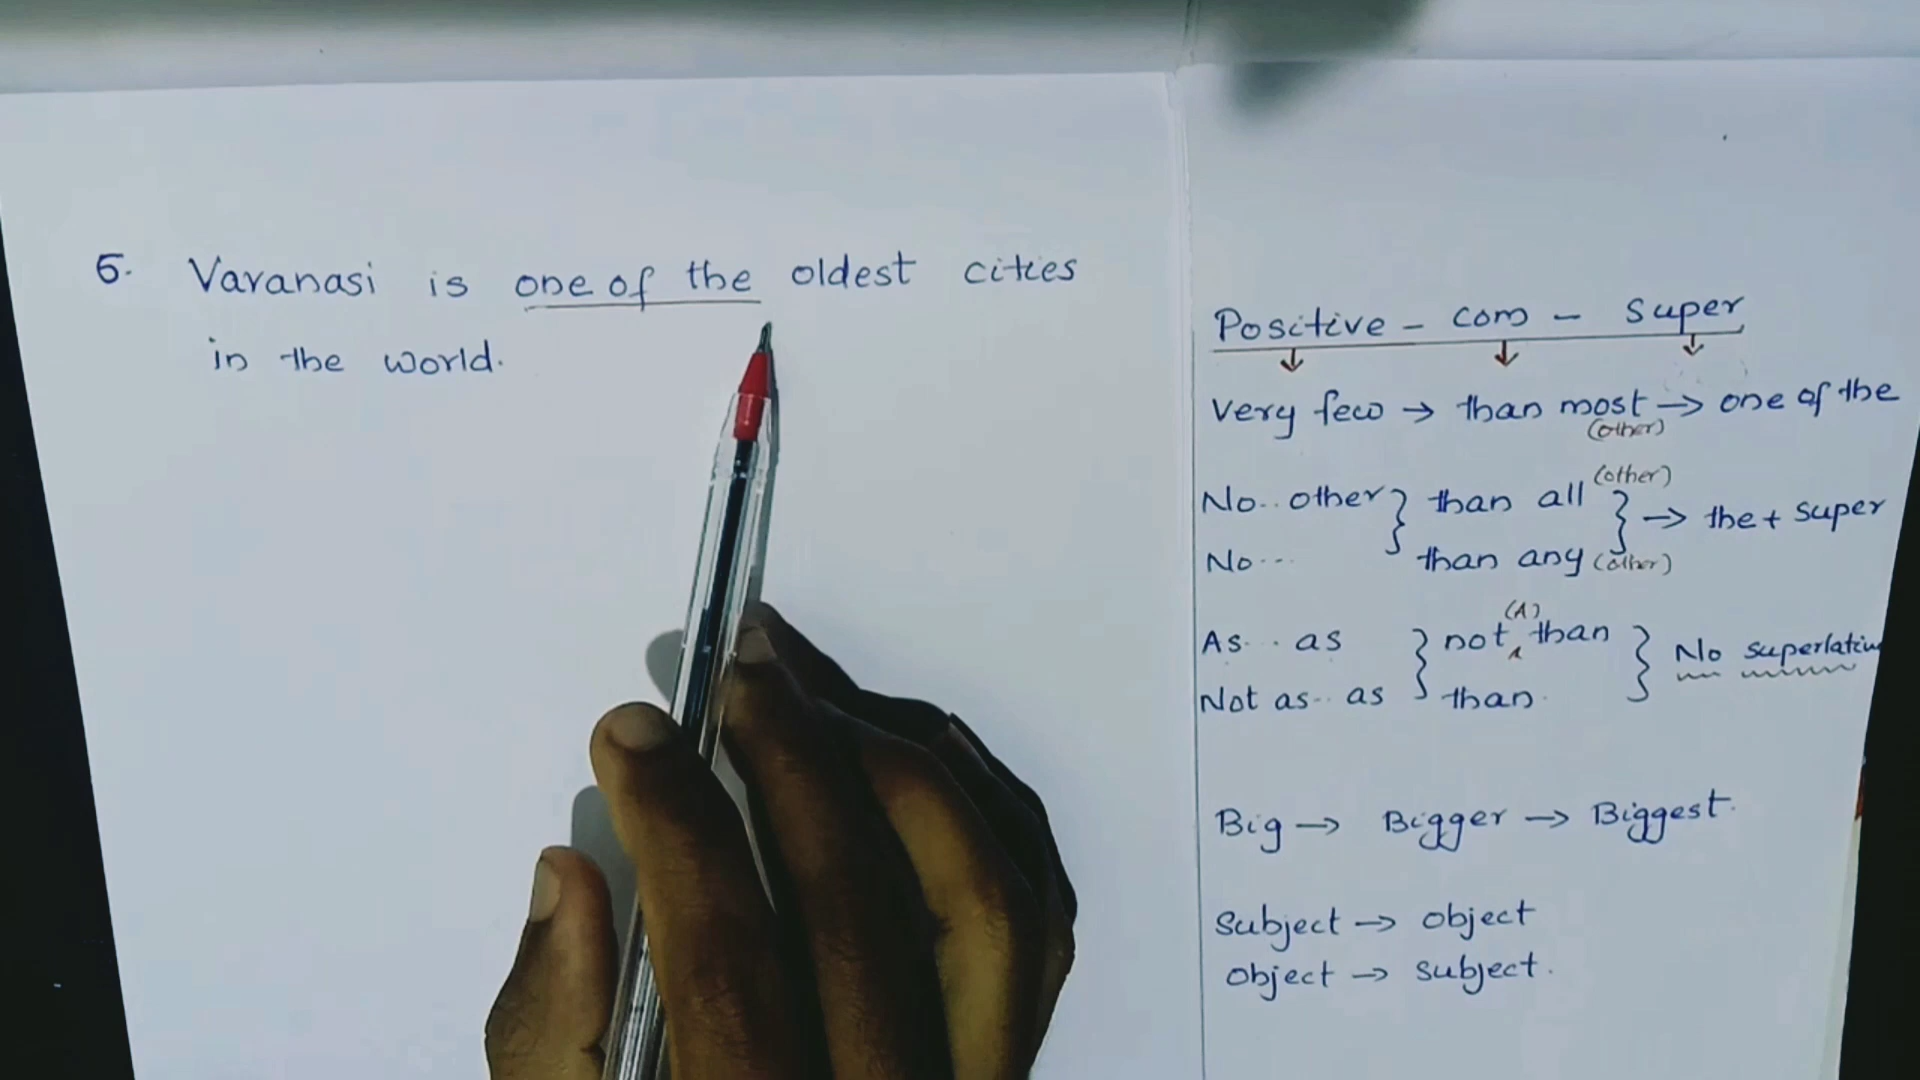 5. Varanasi is one of the oldest cities
in the world.
Positive - com - super
Very few → than most → one of the
(other)
No.. other } than all (other) } → the + super
No... than any (other)
As... as } not than } No superlative
(A)
Not as.. as than.
Big → Bigger → Biggest.
Subject → object
object → subject.